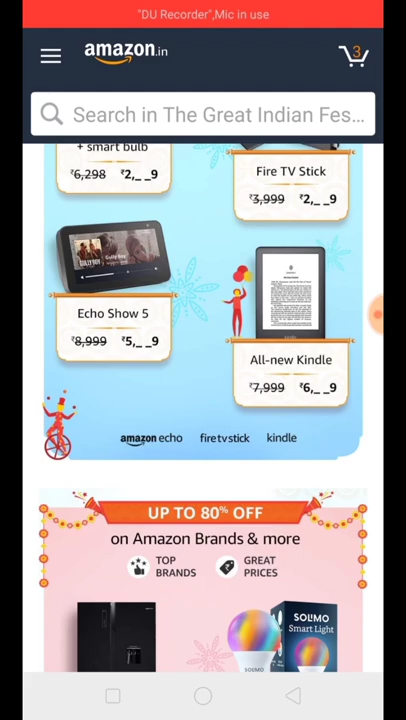 "DU Recorder",Mic in use
amazon.in
3
Search in The Great Indian Fes...
+ smart bulb
₹6,298 ₹2,_ _9
Fire TV Stick
₹3,999 ₹2,_ _9
Echo Show 5
₹8,999 ₹5,_ _9
All-new Kindle
₹7,999 ₹6,_ _9
amazon echo fire tv stick kindle
UP TO 80% OFF
on Amazon Brands & more
TOP BRANDS
GREAT PRICES
SOLIMO
Smart Light